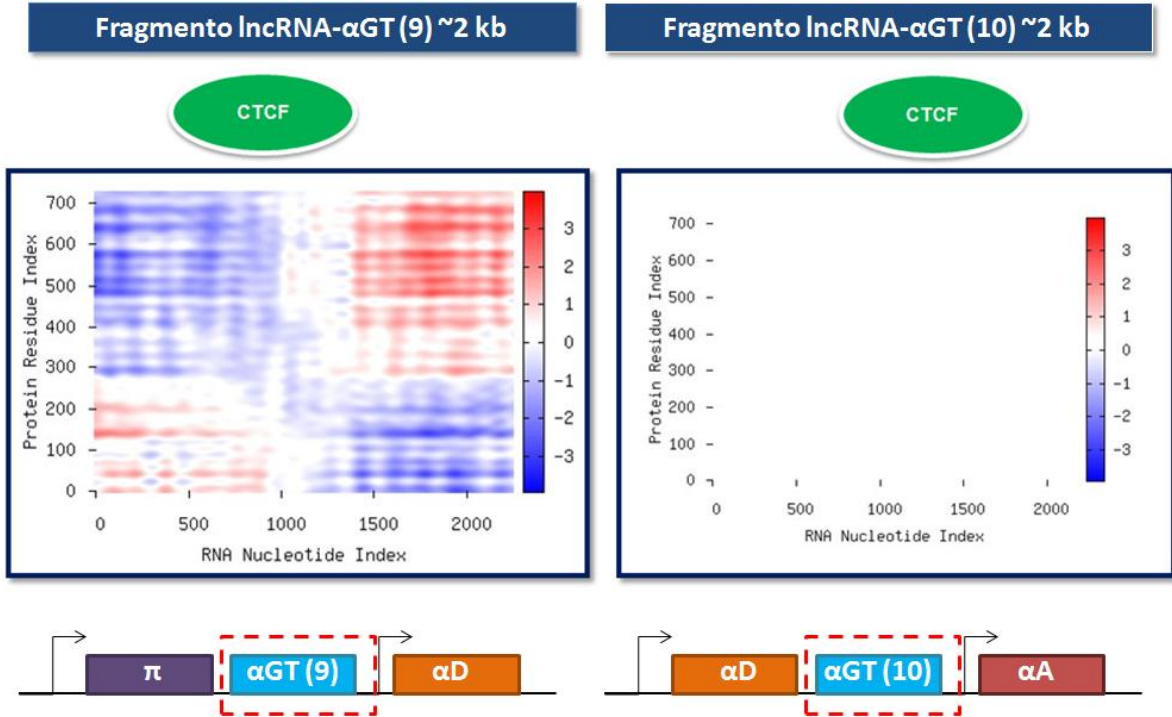 Fragmento lncRNA-αGT (9) ~2 kb
CTCF
700
600
500
400
300
200
100
0
Protein Residue Index
0 500 1000 1500 2000
RNA Nucleotide Index
3
2
1
0
-1
-2
-3
π αGT (9) αD
Fragmento lncRNA-αGT (10) ~2 kb
CTCF
700
600
500
400
300
200
100
0
Protein Residue Index
0 500 1000 1500 2000
RNA Nucleotide Index
3
2
1
0
-1
-2
-3
αD αGT (10) αA